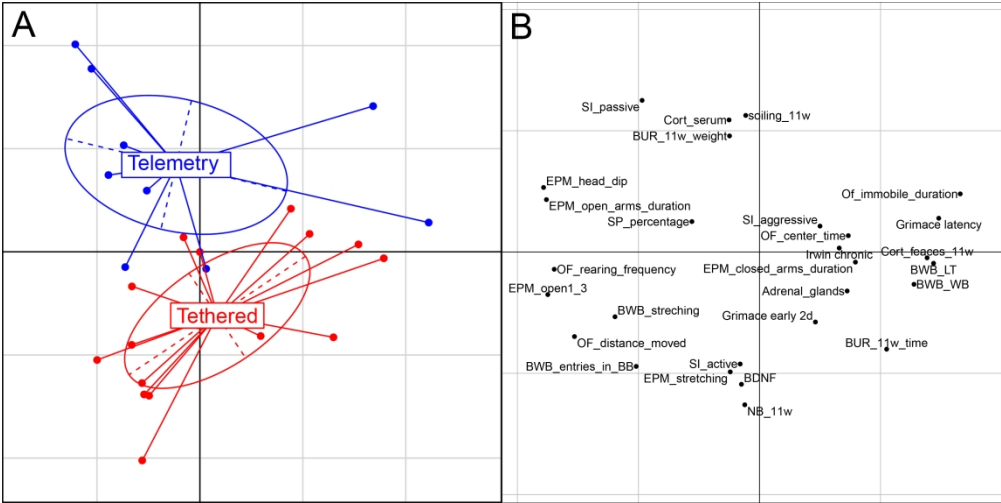 A
Telemetry
Tethered
B
SI_passive
Cort_serum
soiling_11w
BUR_11w_weight
EPM_head_dip
EPM_open_arms_duration
SP_percentage
Of_immobile_duration
Grimace latency
SI_aggressive
OF_center_time
Irwin chronic
Cort_feaces_11w
OF_rearing_frequency
EPM_closed_arms_duration
BWB_LT
BWB_WB
EPM_open1_3
Adrenal_glands
BWB_streching
Grimace early 2d
OF_distance_moved
BUR_11w_time
BWB_entries_in_BB
SI_active
EPM_stretching
BDNF
NB_11w